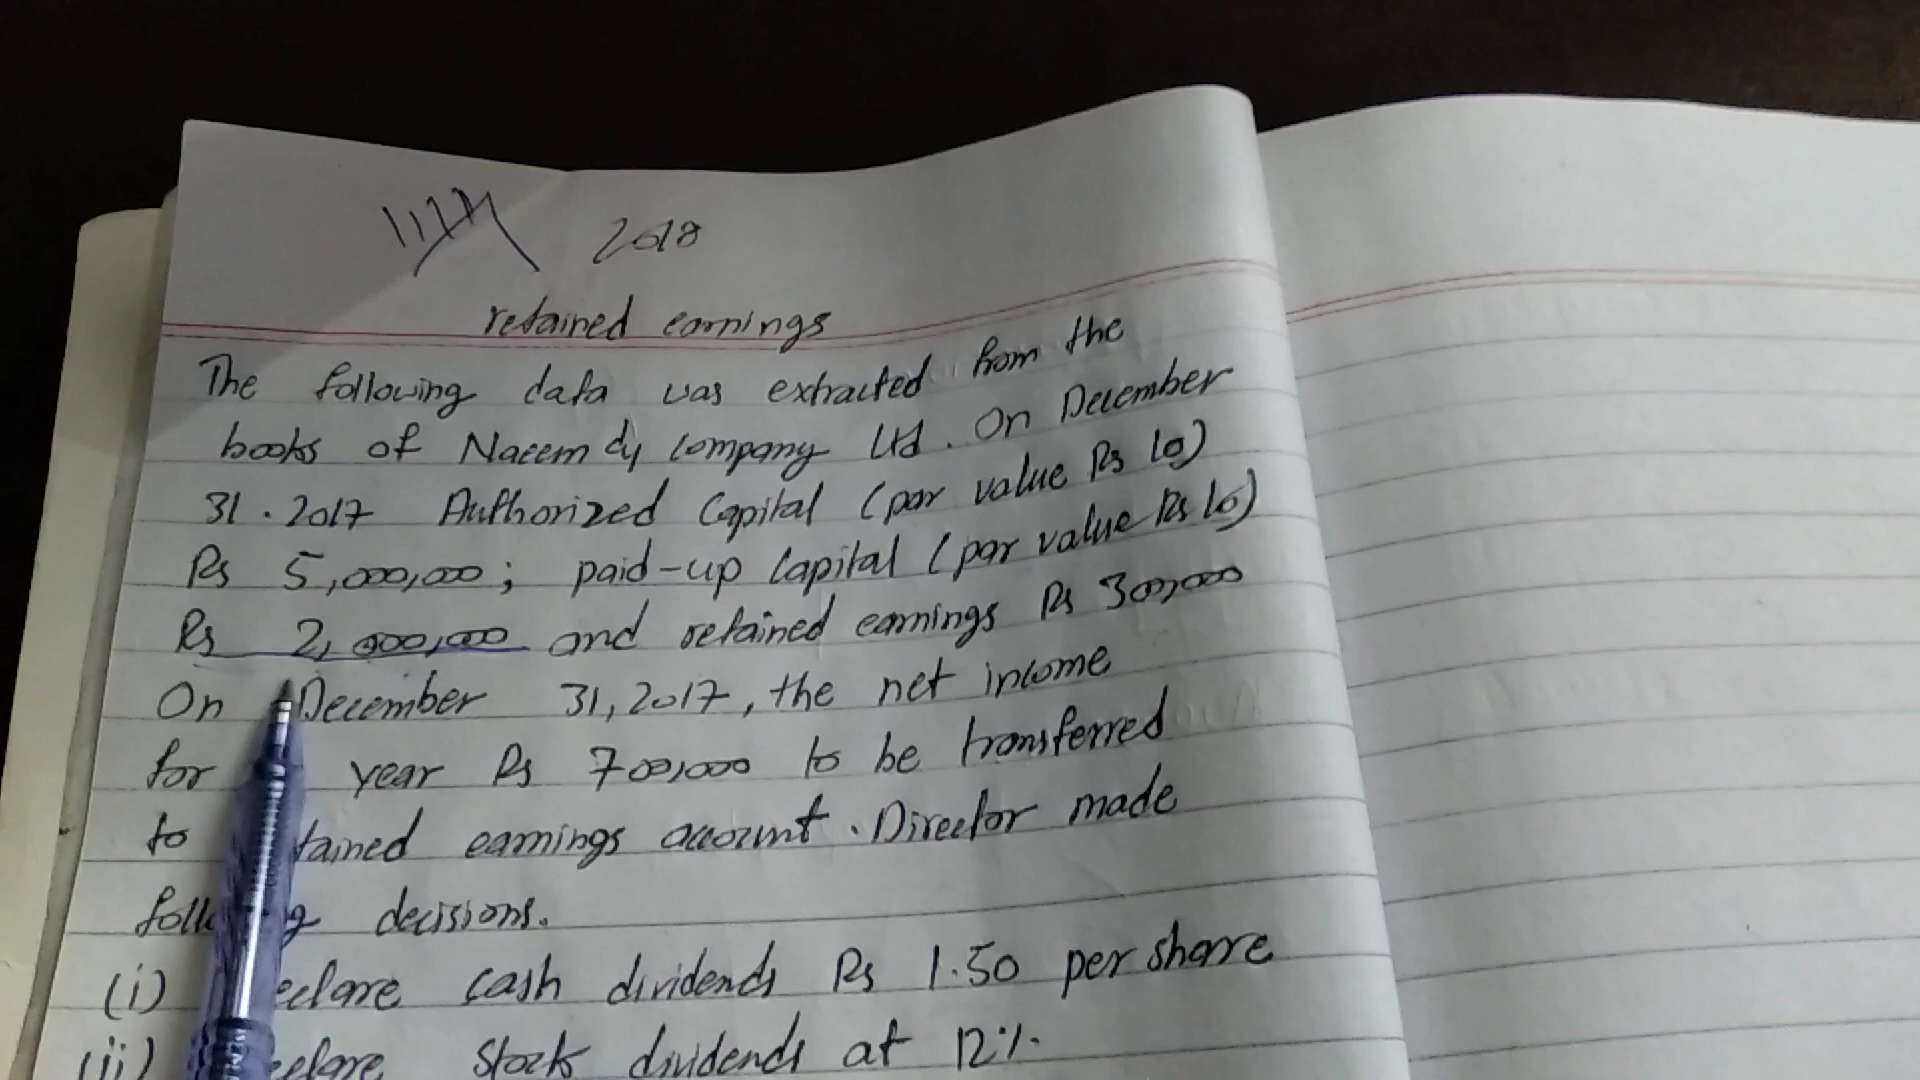 2018
retained earnings
The following data was extracted from the
books of Naeem dy Company Ltd. On December
31.2017 Authorized Capital (par value Rs 10)
Rs 5,000,000; paid-up Capital (par value Rs 10)
Rs 2,000,000 and retained earnings Rs 300,000
On December 31, 2017, the net income
for year Rs 700,000 to be transferred
to tained earnings account. Director made
foll g decisions.
(i) eclare cash dividends Rs 1.50 per share
(ii) eclare Stock dividends at 12%.